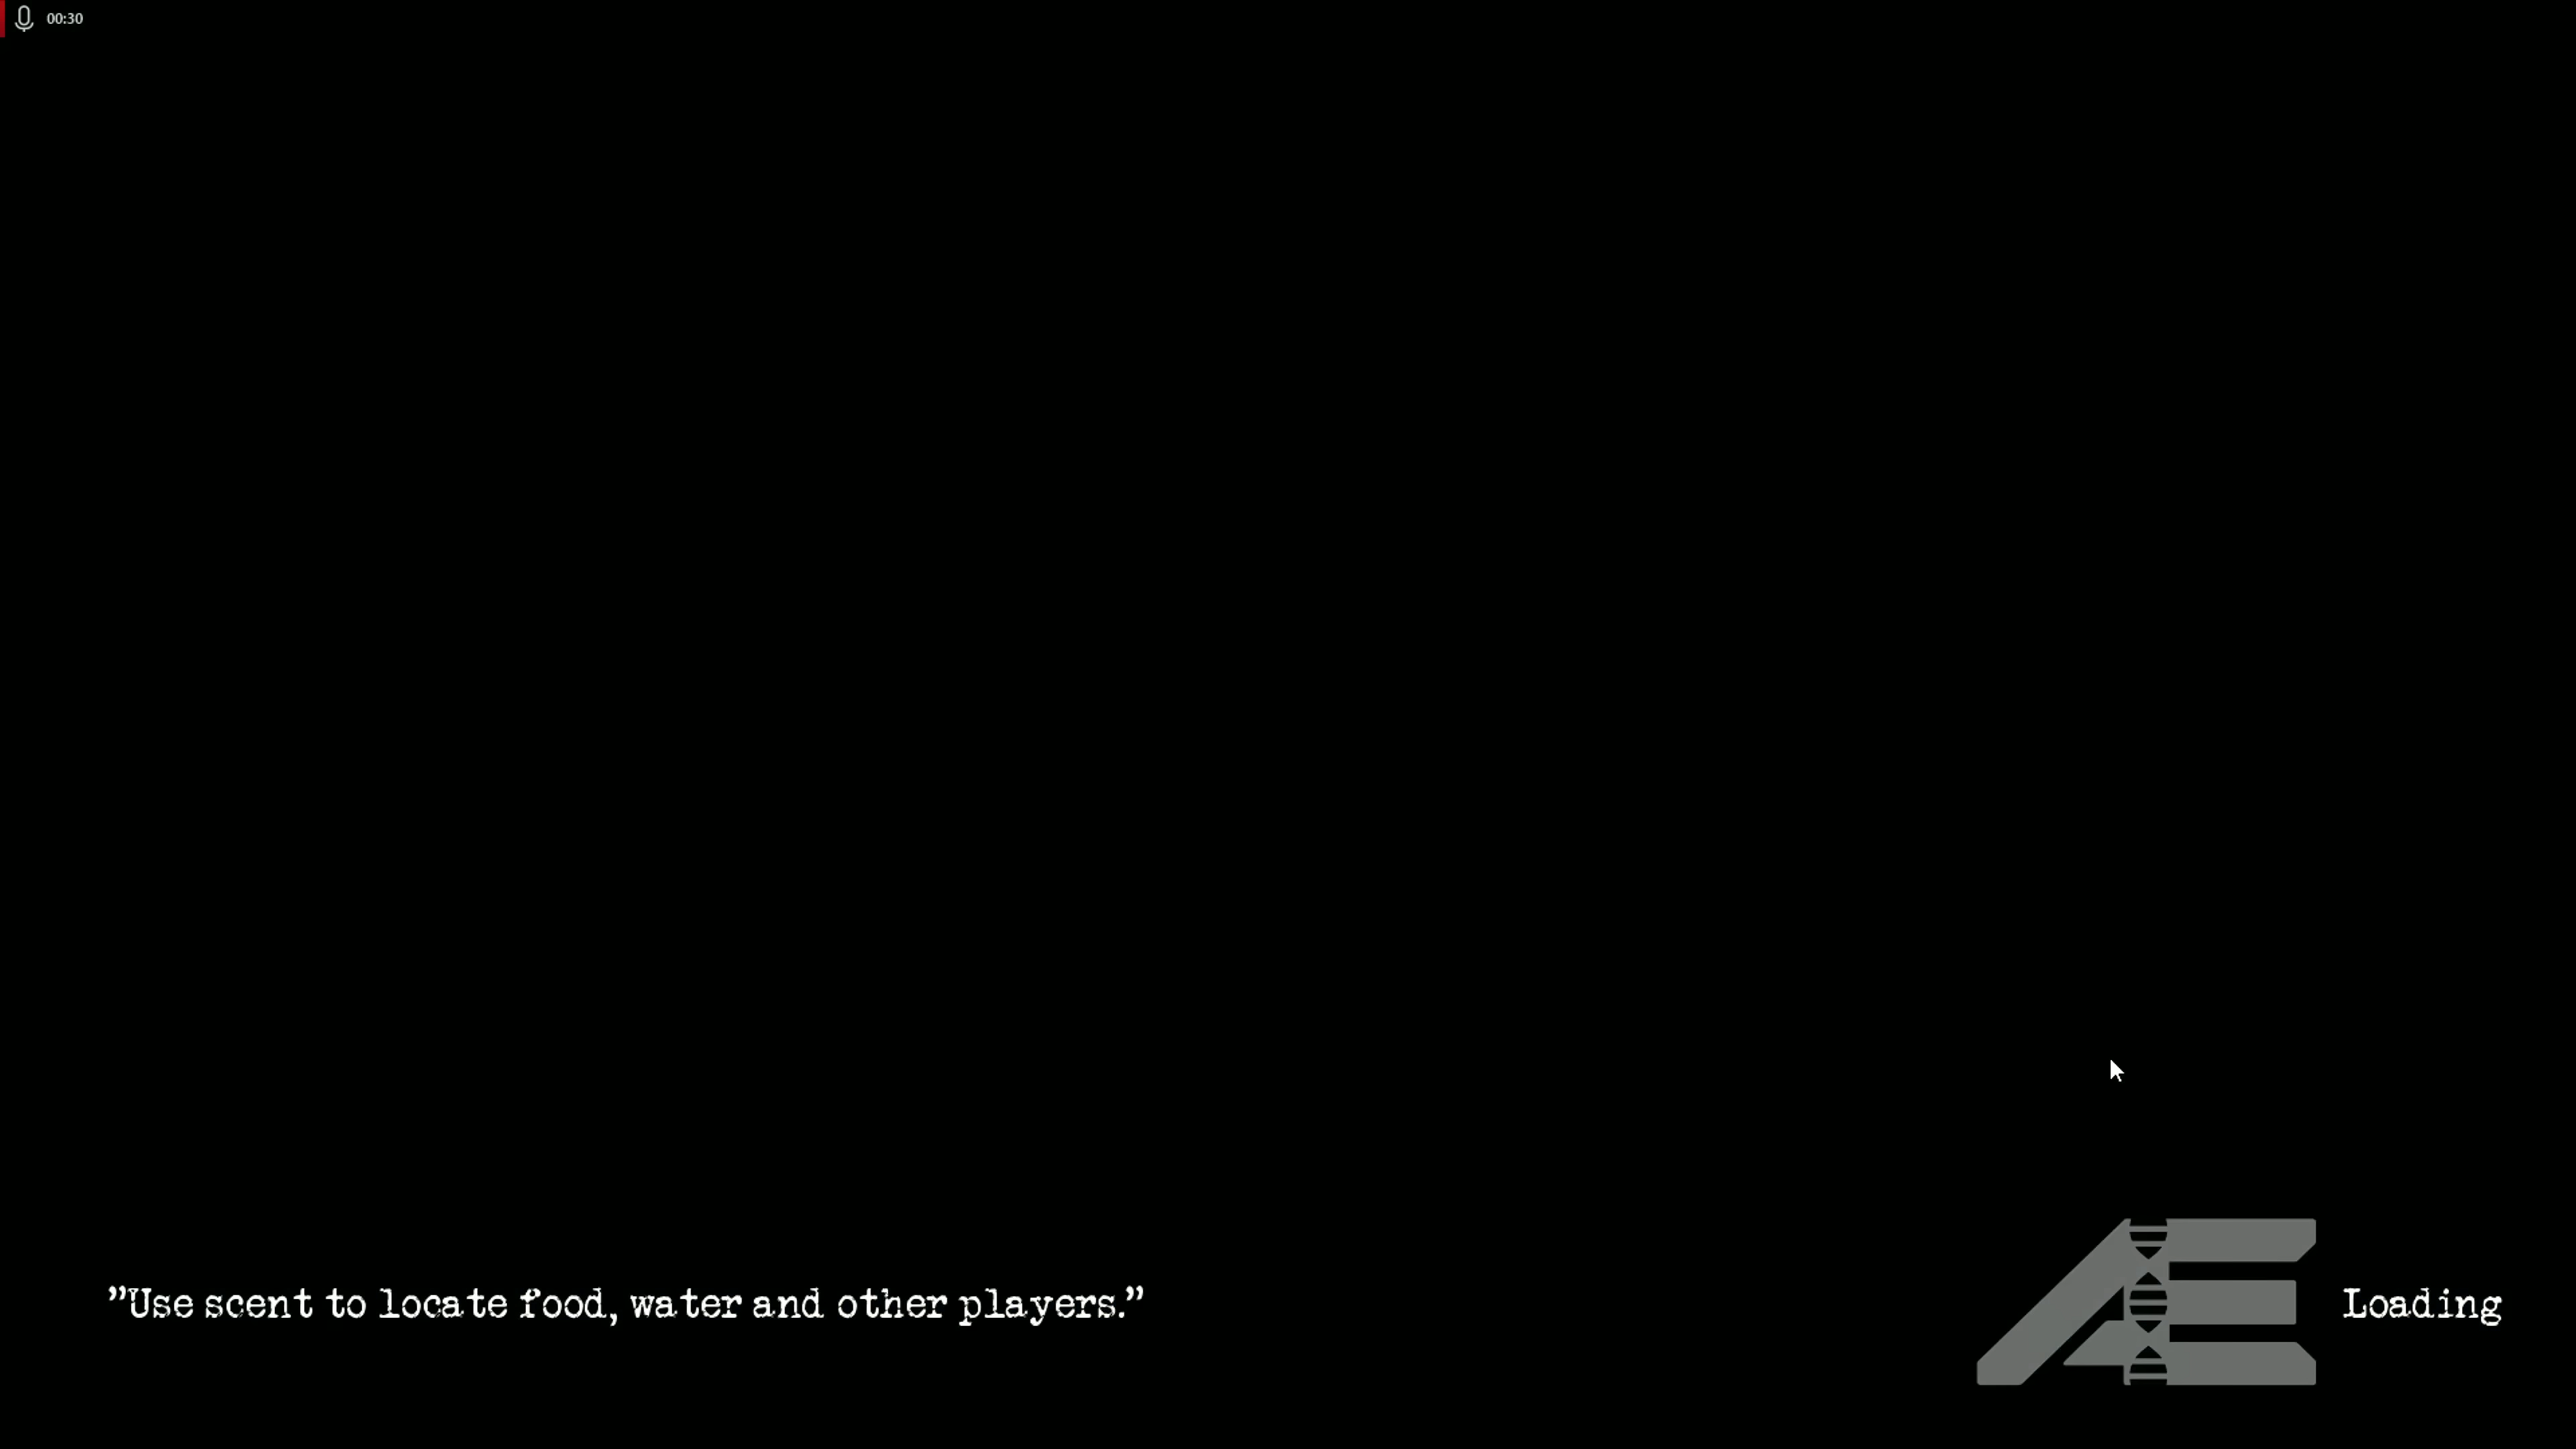 00:30
”Use scent to locate food, water and other players.”
Æ
Loading